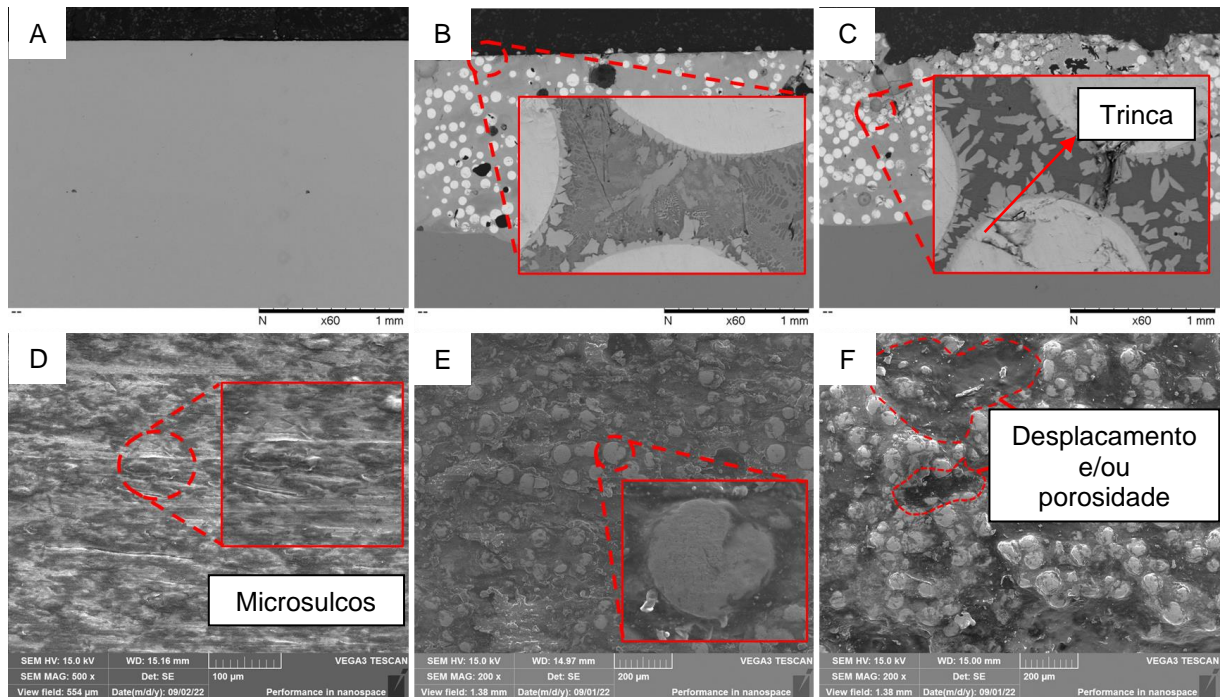 A
N x60 1 mm
B
N x60 1 mm
C
Trinca
N x60 1 mm
D
Microsulcos
SEM HV: 15.0 kV WD: 15.16 mm VEGA3 TESCAN
SEM MAG: 500 x Det: SE 100 µm
View field: 554 µm Date(m/d/y): 09/02/22 Performance in nanospace
E
SEM HV: 15.0 kV WD: 14.97 mm VEGA3 TESCAN
SEM MAG: 200 x Det: SE 200 µm
View field: 1.38 mm Date(m/d/y): 09/01/22 Performance in nanospace
F
Desplacamento
e/ou
porosidade
SEM HV: 15.0 kV WD: 15.00 mm VEGA3 TESCAN
SEM MAG: 200 x Det: SE 200 µm
View field: 1.38 mm Date(m/d/y): 09/01/22 Performance in nanospace